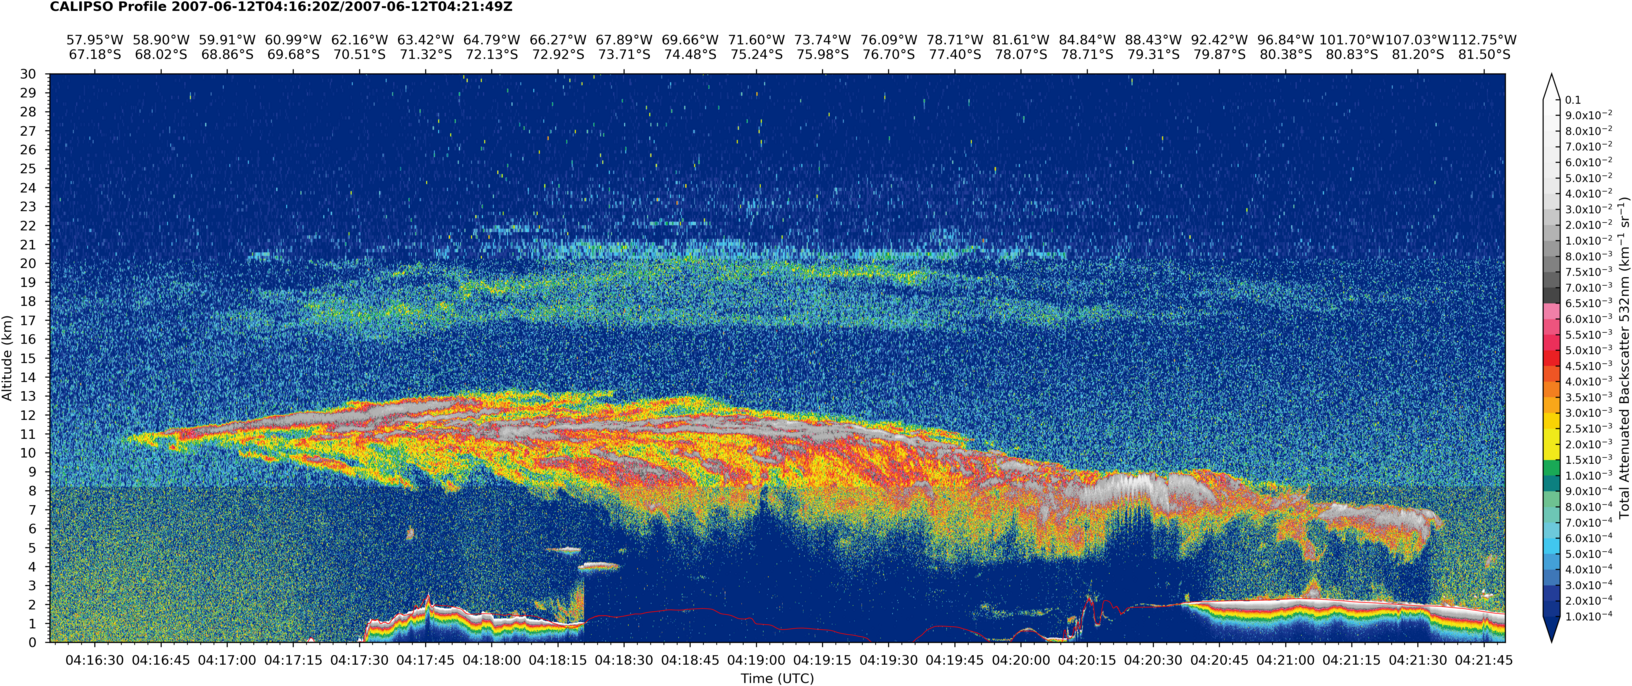 CALIPSO Profile 2007-06-12T04:16:20Z/2007-06-12T04:21:49Z
57.95°W 58.90°W 59.91°W 60.99°W 62.16°W 63.42°W 64.79°W 66.27°W 67.89°W 69.66°W 71.60°W 73.74°W 76.09°W 78.71°W 81.61°W 84.84°W 88.43°W 92.42°W 96.84°W 101.70°W 107.03°W 112.75°W
67.18°S 68.02°S 68.86°S 69.68°S 70.51°S 71.32°S 72.13°S 72.92°S 73.71°S 74.48°S 75.24°S 75.98°S 76.70°S 77.40°S 78.07°S 78.71°S 79.31°S 79.87°S 80.38°S 80.83°S 81.20°S 81.50°S
30
29
28
27
26
25
24
23
22
21
20
19
18
17
16
15
14
13
12
11
10
9
8
7
6
5
4
3
2
1
0
Altitude (km)
04:16:30 04:16:45 04:17:00 04:17:15 04:17:30 04:17:45 04:18:00 04:18:15 04:18:30 04:18:45 04:19:00 04:19:15 04:19:30 04:19:45 04:20:00 04:20:15 04:20:30 04:20:45 04:21:00 04:21:15 04:21:30 04:21:45
Time (UTC)
0.1
9.0x10⁻²
8.0x10⁻²
7.0x10⁻²
6.0x10⁻²
5.0x10⁻²
4.0x10⁻²
3.0x10⁻²
2.0x10⁻²
1.0x10⁻²
8.0x10⁻³
7.5x10⁻³
7.0x10⁻³
6.5x10⁻³
6.0x10⁻³
5.5x10⁻³
5.0x10⁻³
4.5x10⁻³
4.0x10⁻³
3.5x10⁻³
3.0x10⁻³
2.5x10⁻³
2.0x10⁻³
1.5x10⁻³
1.0x10⁻³
9.0x10⁻⁴
8.0x10⁻⁴
7.0x10⁻⁴
6.0x10⁻⁴
5.0x10⁻⁴
4.0x10⁻⁴
3.0x10⁻⁴
2.0x10⁻⁴
1.0x10⁻⁴
Total Attenuated Backscatter 532nm (km⁻¹ sr⁻¹)